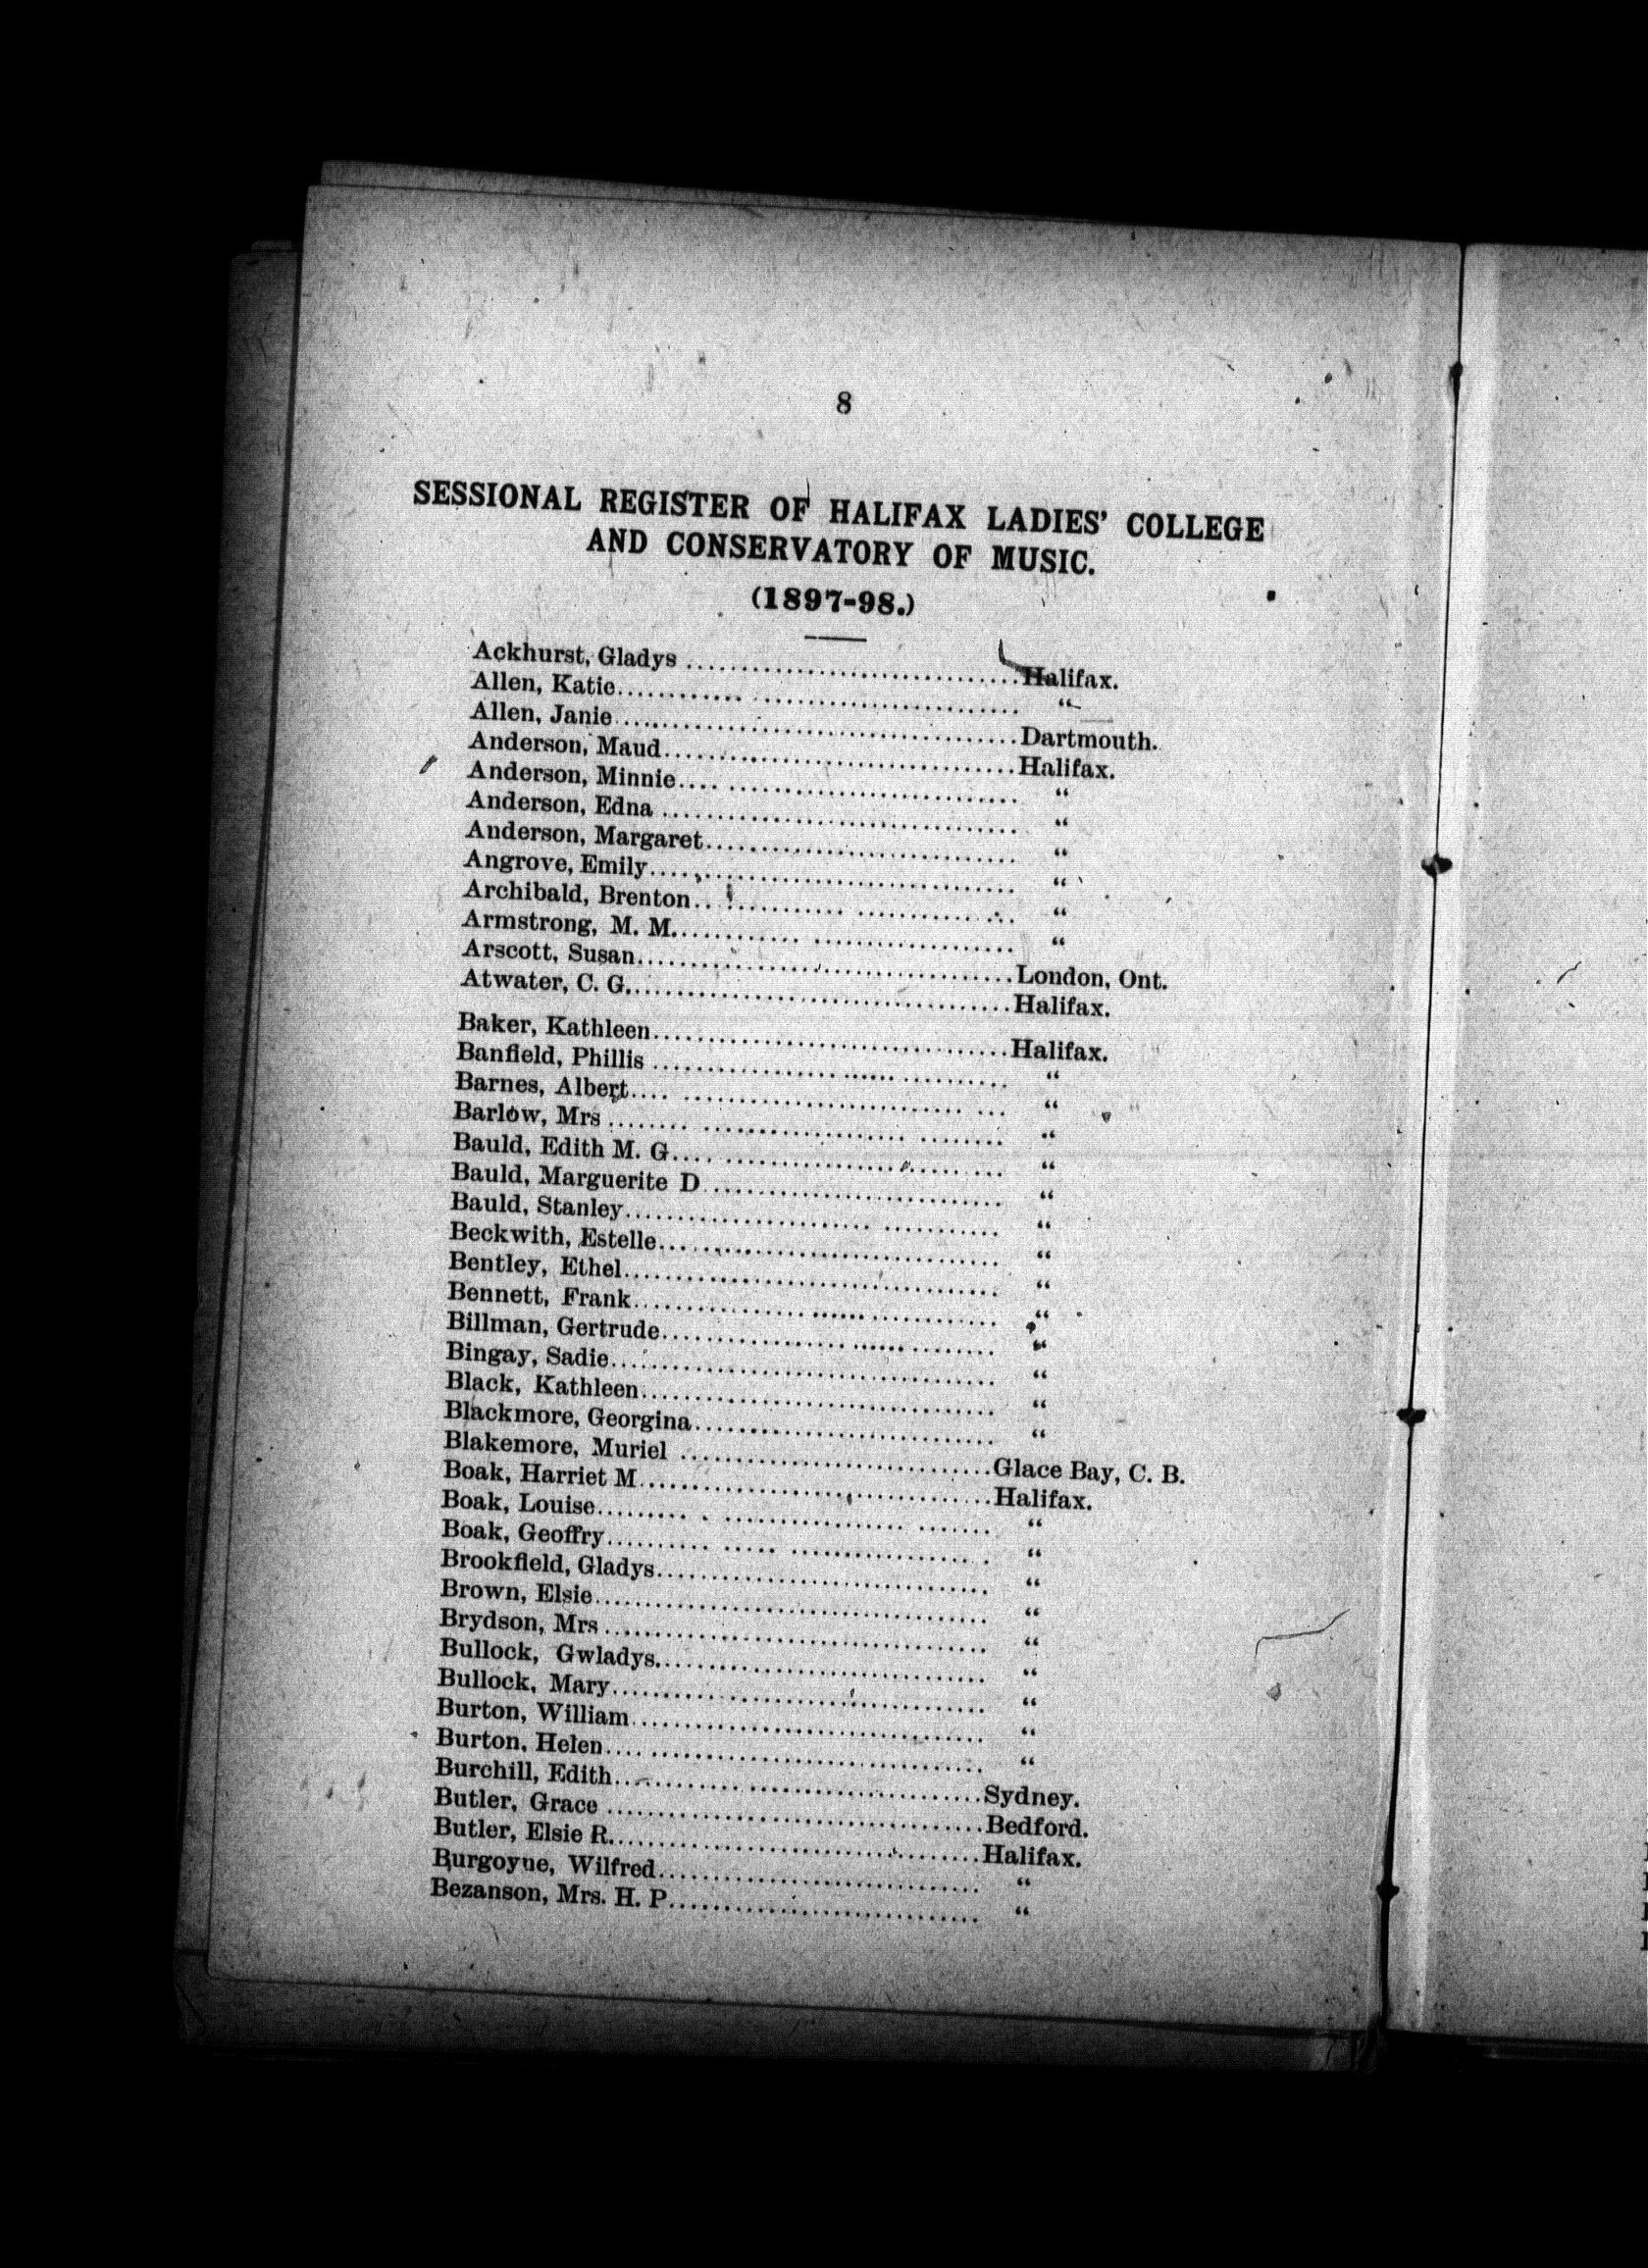 8
SESSIONAL REGISTER OF HALIFAX LADIES' COLLEGE
AND CONSERVATORY OF MUSIC.
(1897-98.)
Ackhurst, Gladys ................................ Halifax.
Allen, Katie ................................ “
Allen, Janie ................................ Dartmouth.
Anderson, Maud ................................ Halifax.
Anderson, Minnie ................................ “
Anderson, Edna ................................ “
Anderson, Margaret ................................ “
Angrove, Emily ................................ “
Archibald, Brenton ................................ “
Armstrong, M. M. ................................ “
Arscott, Susan ................................ London, Ont.
Atwater, C. G. ................................ Halifax.
Baker, Kathleen ................................ Halifax.
Banfield, Phillis ................................ “
Barnes, Albert ................................ “
Barlow, Mrs ................................ “
Bauld, Edith M. G. ................................ “
Bauld, Marguerite D ................................ “
Bauld, Stanley ................................ “
Beckwith, Estelle ................................ “
Bentley, Ethel ................................ “
Bennett, Frank ................................ “
Billman, Gertrude ................................ “
Bingay, Sadie ................................ “
Black, Kathleen ................................ “
Blackmore, Georgina ................................ “
Blakemore, Muriel ................................ Glace Bay, C. B.
Boak, Harriet M ................................ Halifax.
Boak, Louise ................................ “
Boak, Geoffry ................................ “
Brookfield, Gladys ................................ “
Brown, Elsie ................................ “
Brydson, Mrs ................................ “
Bullock, Gwladys ................................ “
Bullock, Mary ................................ “
Burton, William ................................ “
Burton, Helen ................................ “
Burchill, Edith ................................ Sydney.
Butler, Grace ................................ Bedford.
Butler, Elsie R. ................................ Halifax.
Burgoyne, Wilfred ................................ “
Bezanson, Mrs. H. P. ................................ “